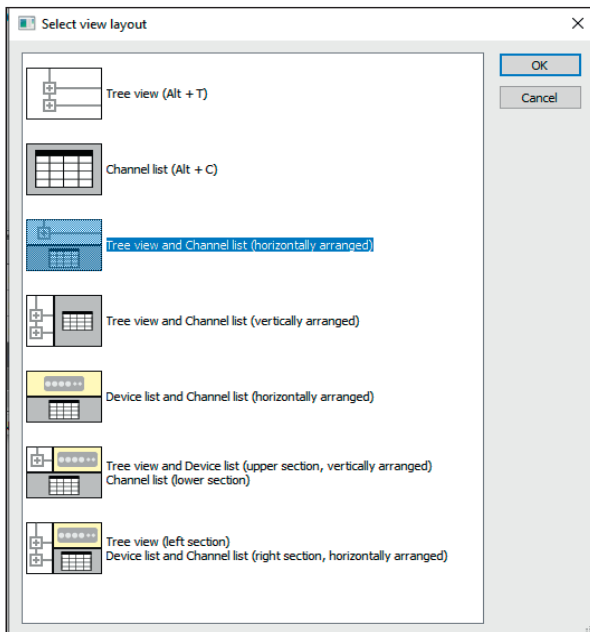 Select view layout
OK
Cancel
Tree view (Alt + T)
Channel list (Alt + C)
Tree view and Channel list (horizontally arranged)
Tree view and Channel list (vertically arranged)
Device list and Channel list (horizontally arranged)
Tree view and Device list (upper section, vertically arranged)
Channel list (lower section)
Tree view (left section)
Device list and Channel list (right section, horizontally arranged)